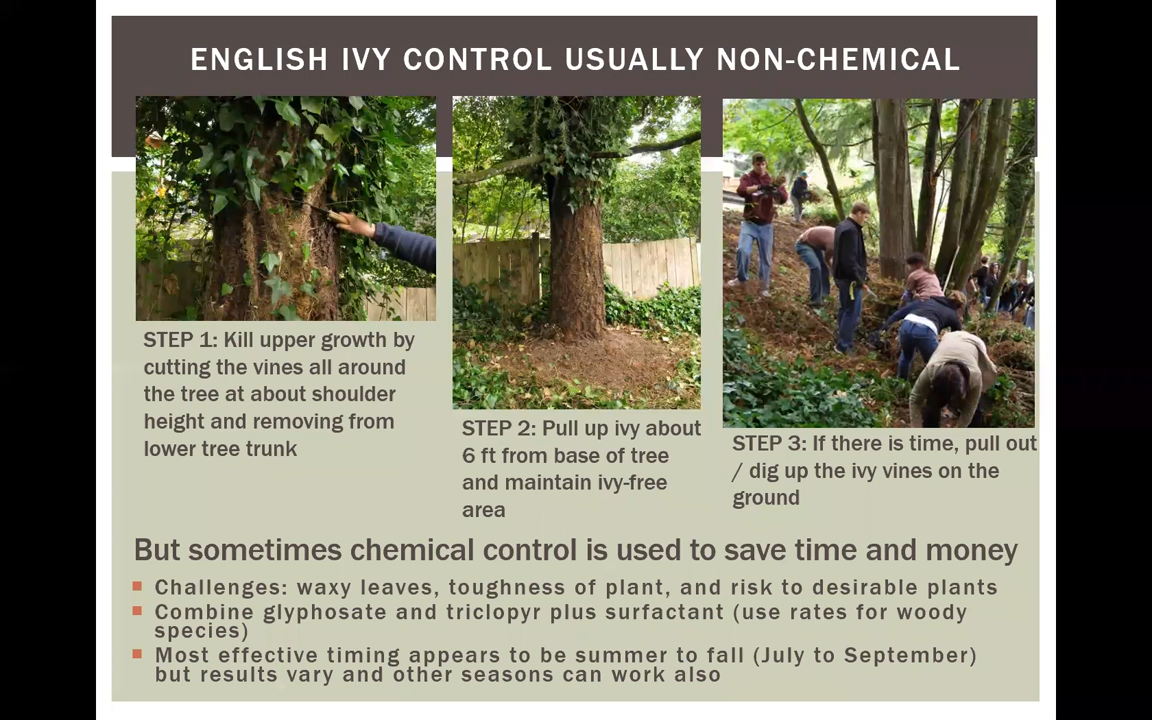 ENGLISH IVY CONTROL USUALLY NON-CHEMICAL
STEP 1: Kill upper growth by
cutting the vines all around
the tree at about shoulder
height and removing from
lower tree trunk
STEP 2: Pull up ivy about
6 ft from base of tree
and maintain ivy-free
area
STEP 3: If there is time, pull out
/ dig up the ivy vines on the
ground
But sometimes chemical control is used to save time and money
Challenges: waxy leaves, toughness of plant, and risk to desirable plants
Combine glyphosate and triclopyr plus surfactant (use rates for woody
species)
Most effective timing appears to be summer to fall (July to September)
but results vary and other seasons can work also